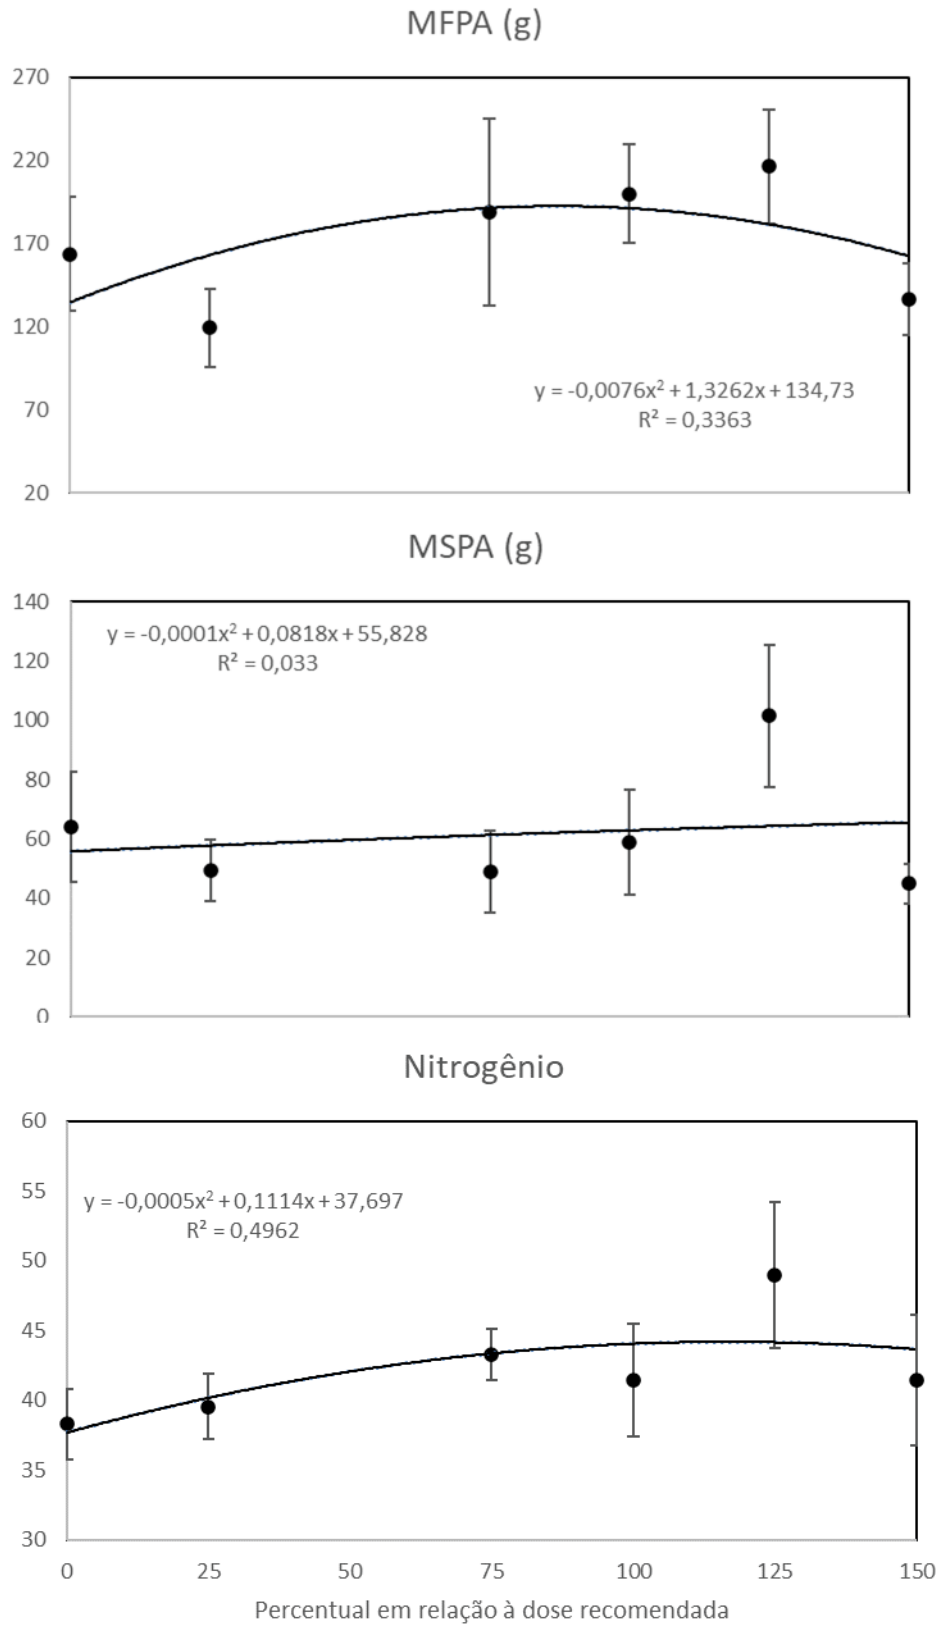 MFPA (g)
270
220
170
120
70
20
y = -0,0076x² + 1,3262x + 134,73
R² = 0,3363
MSPA (g)
140
120
100
80
60
40
20
0
y = -0,0001x² + 0,0818x + 55,828
R² = 0,033
Nitrogênio
60
55
50
45
40
35
30
y = -0,0005x² + 0,1114x + 37,697
R² = 0,4962
0 25 50 75 100 125 150
Percentual em relação à dose recomendada